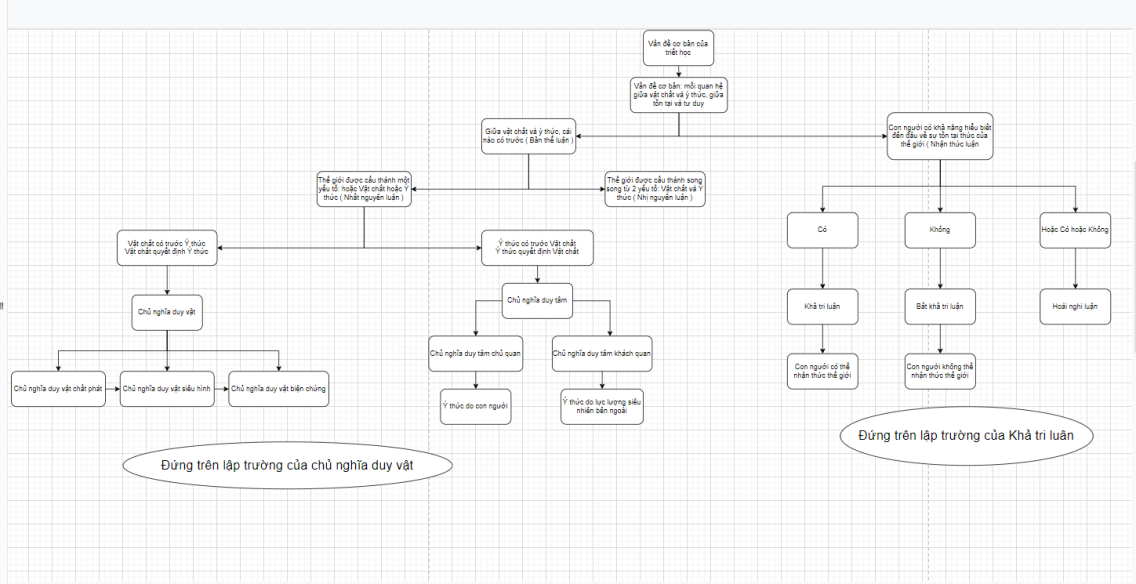 Vấn đề cơ bản của
triết học
Vấn đề cơ bản: mối quan hệ
giữa vật chất và ý thức, giữa
tồn tại và tư duy
Giữa vật chất và ý thức, cái
nào có trước ( Bản thể luận )
Con người có khả năng hiểu biết
đến đâu về sự tồn tại thức của
thế giới ( Nhận thức luận
Thế giới được cấu thành một
yếu tố: hoặc Vật chất hoặc Ý
thức ( Nhất nguyên luận )
Thế giới được cấu thành song
song từ 2 yếu tố: Vật chất và Ý
thức ( Nhị nguyên luận )
Có
Không
Hoặc Có hoặc Không
Vật chất có trước Ý thức
Vật chất quyết định Ý thức
Ý thức có trước Vật chất
Ý thức quyết định Vật chất
Chủ nghĩa duy vật
Chủ nghĩa duy tâm
Khả tri luận
Bất khả tri luận
Hoài nghi luận
Chủ nghĩa duy tâm chủ quan
Chủ nghĩa duy tâm khách quan
Con người có thể
nhận thức thế giới
Con người không thể
nhận thức thế giới
Chủ nghĩa duy vật chất phát
Chủ nghĩa duy vật siêu hình
Chủ nghĩa duy vật biện chứng
Ý thức do con người
Ý thức do lực lượng siêu
nhiên bên ngoài
Đứng trên lập trường của Khả tri luân
Đứng trên lập trường của chủ nghĩa duy vật